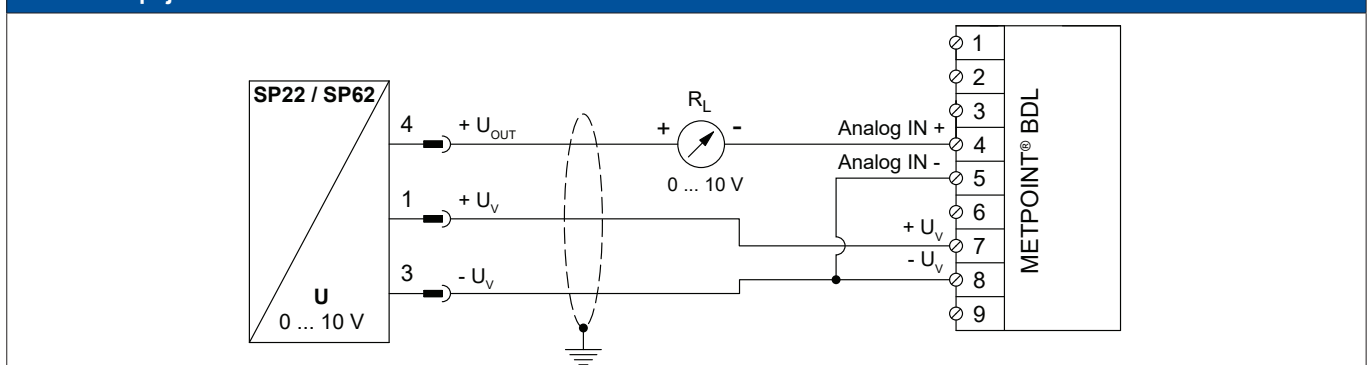 SP22 / SP62
4
+ U_OUT
R_L
+
-
0 ... 10 V
1
+ U_V
3
- U_V
U
0 ... 10 V
Analog IN +
Analog IN -
+ U_V
- U_V
1
2
3
4
5
6
7
8
9
METPOINT® BDL